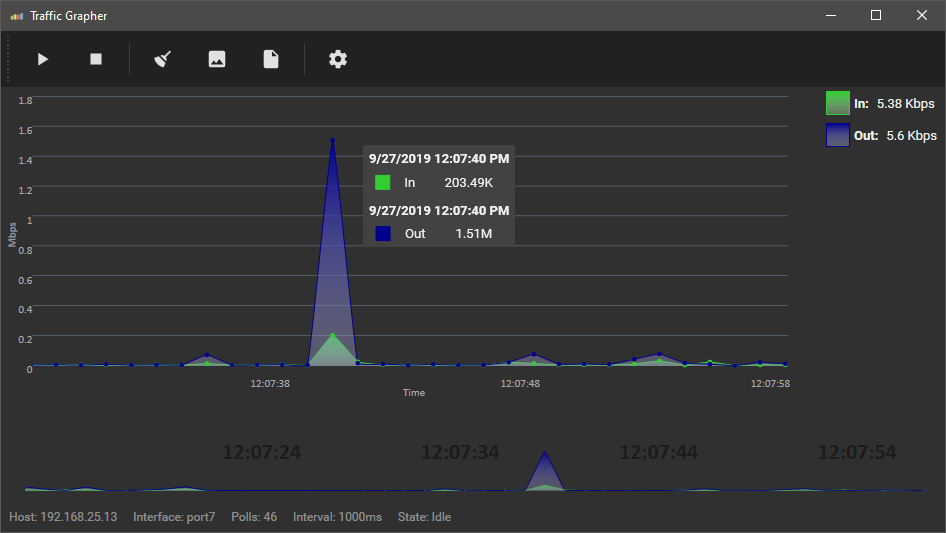 Traffic Grapher
1.8
1.6
1.4
1.2
1
0.8
0.6
0.4
0.2
0
Mbps
9/27/2019 12:07:40 PM
In 203.49K
9/27/2019 12:07:40 PM
Out 1.51M
In: 5.38 Kbps
Out: 5.6 Kbps
12:07:38 12:07:48 12:07:58
Time
12:07:24 12:07:34 12:07:44 12:07:54
Host: 192.168.25.13 Interface: port7 Polls: 46 Interval: 1000ms State: Idle